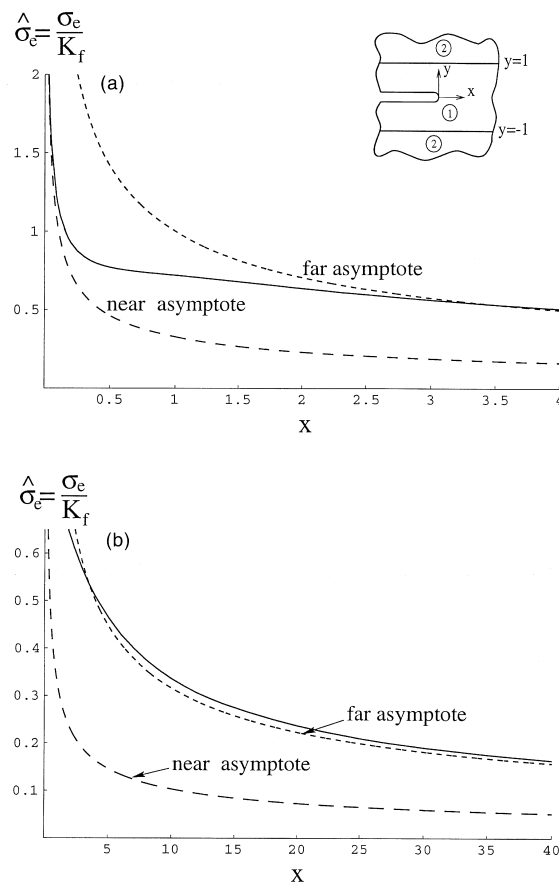 σ̂e = σe / Kf
(a)
2
1.5
1
0.5
0.5 1 1.5 2 2.5 3 3.5 4
x
far asymptote
near asymptote
2
y
y=1
x
1
2
y=-1
σ̂e = σe / Kf
(b)
0.6
0.5
0.4
0.3
0.2
0.1
5 10 15 20 25 30 35 40
x
far asymptote
near asymptote